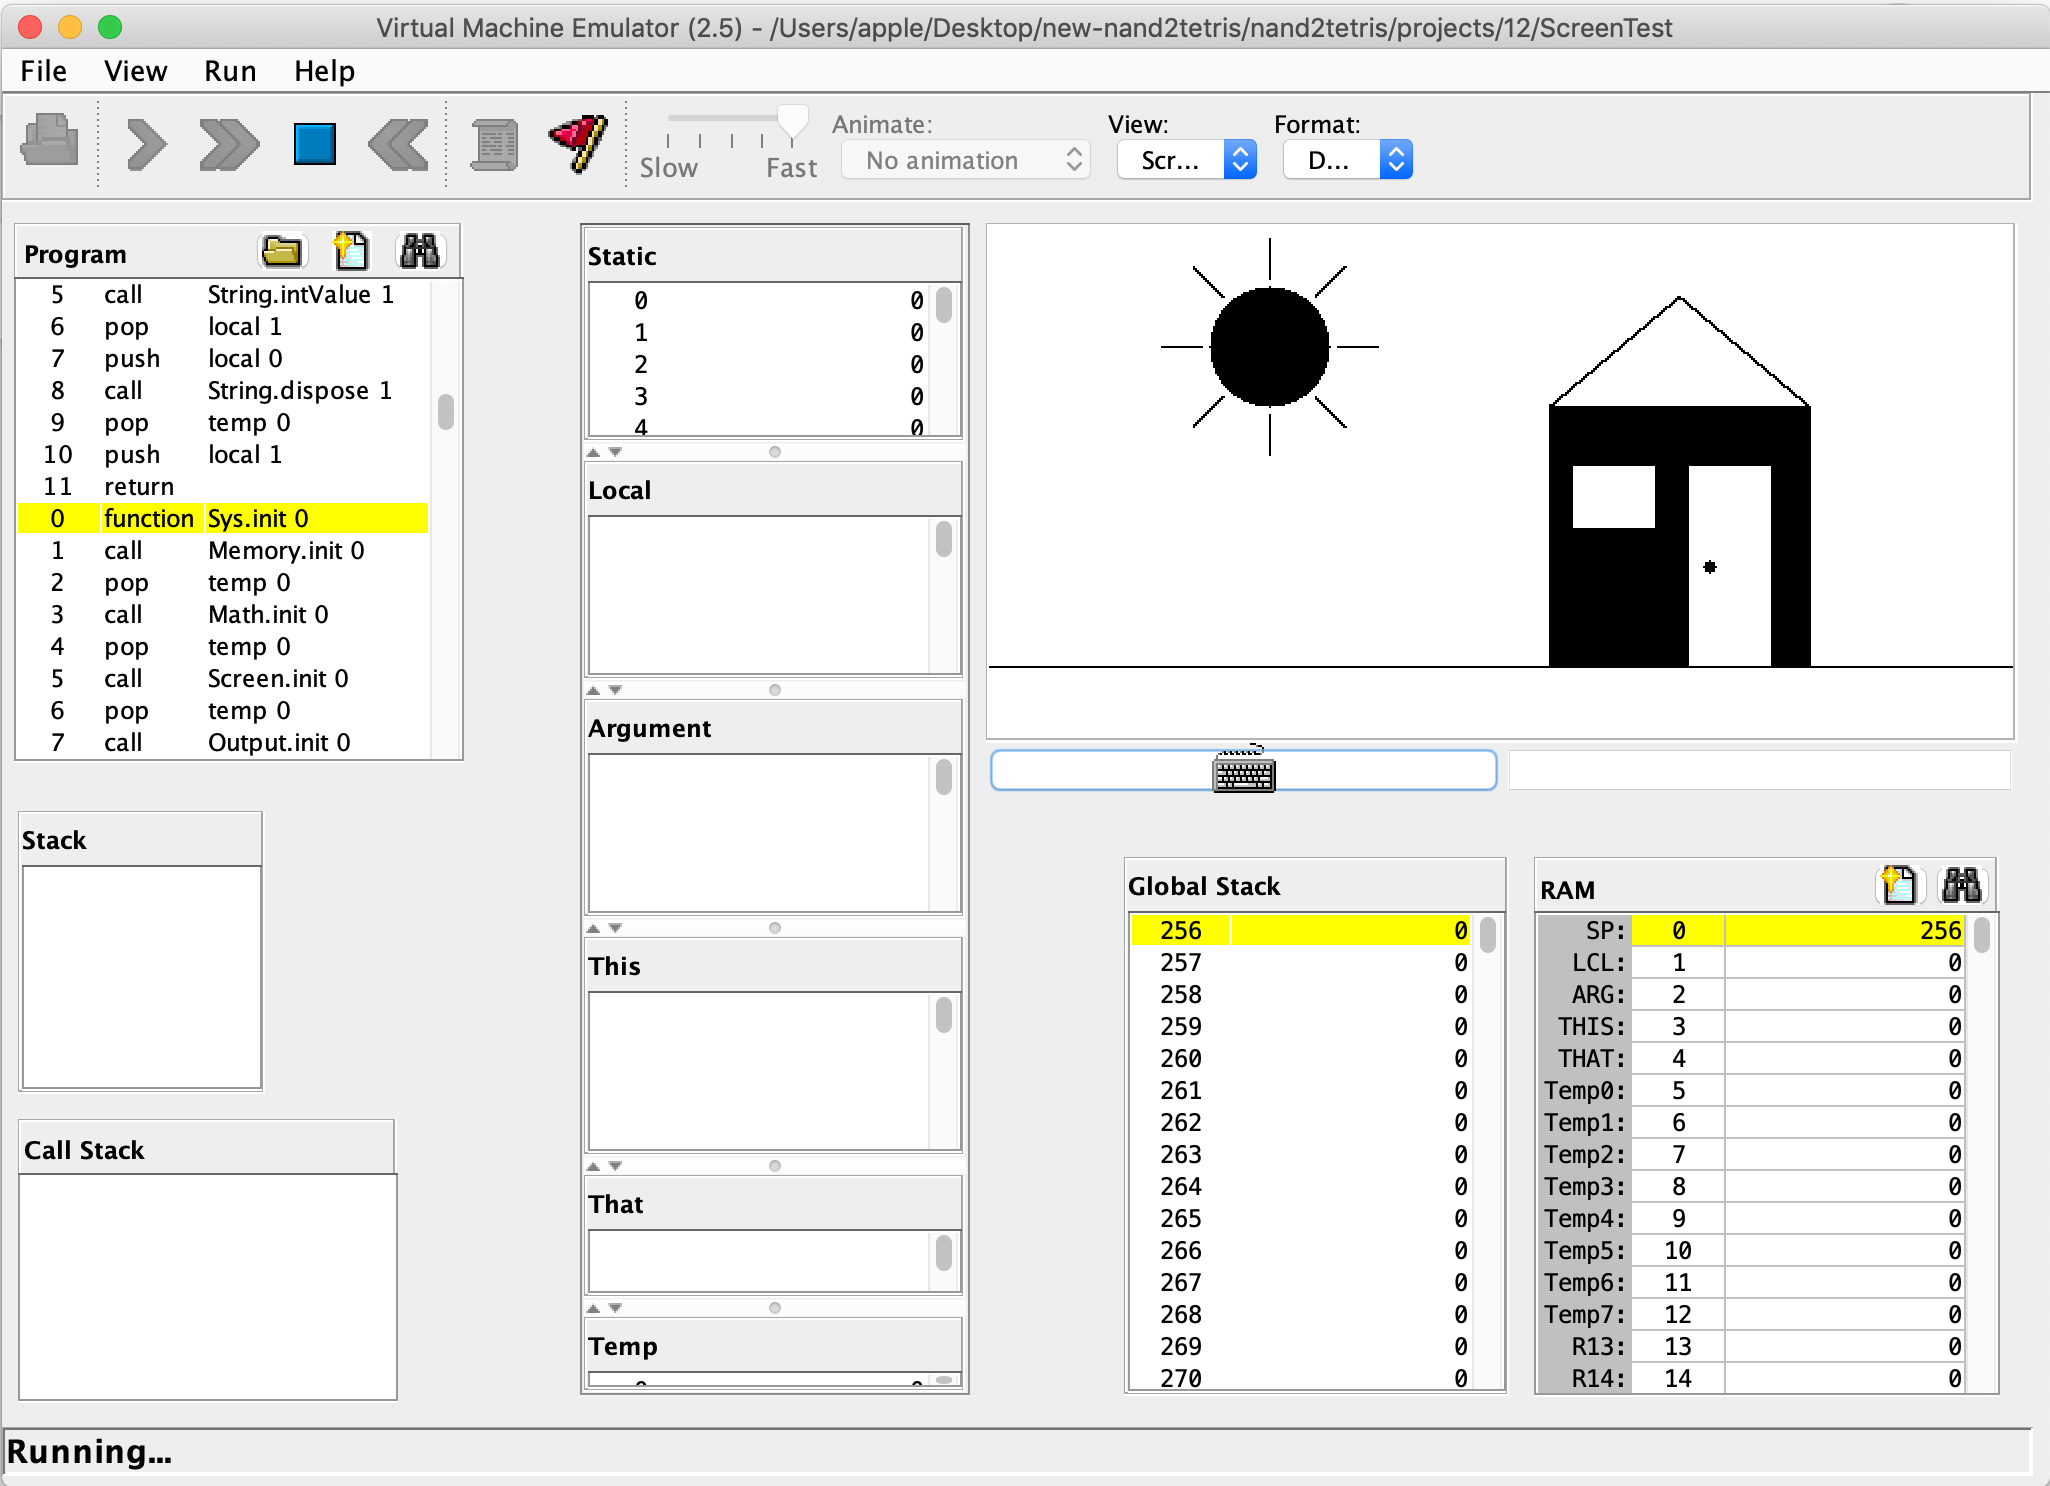 Virtual Machine Emulator (2.5) - /Users/apple/Desktop/new-nand2tetris/nand2tetris/projects/12/ScreenTest
File View Run Help
Slow Fast
Animate:
No animation
View:
Scr...
Format:
D...
Program
5 call String.intValue 1
6 pop local 1
7 push local 0
8 call String.dispose 1
9 pop temp 0
10 push local 1
11 return
0 function Sys.init 0
1 call Memory.init 0
2 pop temp 0
3 call Math.init 0
4 pop temp 0
5 call Screen.init 0
6 pop temp 0
7 call Output.init 0
Stack
Call Stack
Static
0 0
1 0
2 0
3 0
4 0
Local
Argument
This
That
Temp
Global Stack
256 0
257 0
258 0
259 0
260 0
261 0
262 0
263 0
264 0
265 0
266 0
267 0
268 0
269 0
270 0
RAM
SP: 0 256
LCL: 1 0
ARG: 2 0
THIS: 3 0
THAT: 4 0
Temp0: 5 0
Temp1: 6 0
Temp2: 7 0
Temp3: 8 0
Temp4: 9 0
Temp5: 10 0
Temp6: 11 0
Temp7: 12 0
R13: 13 0
R14: 14 0
Running...